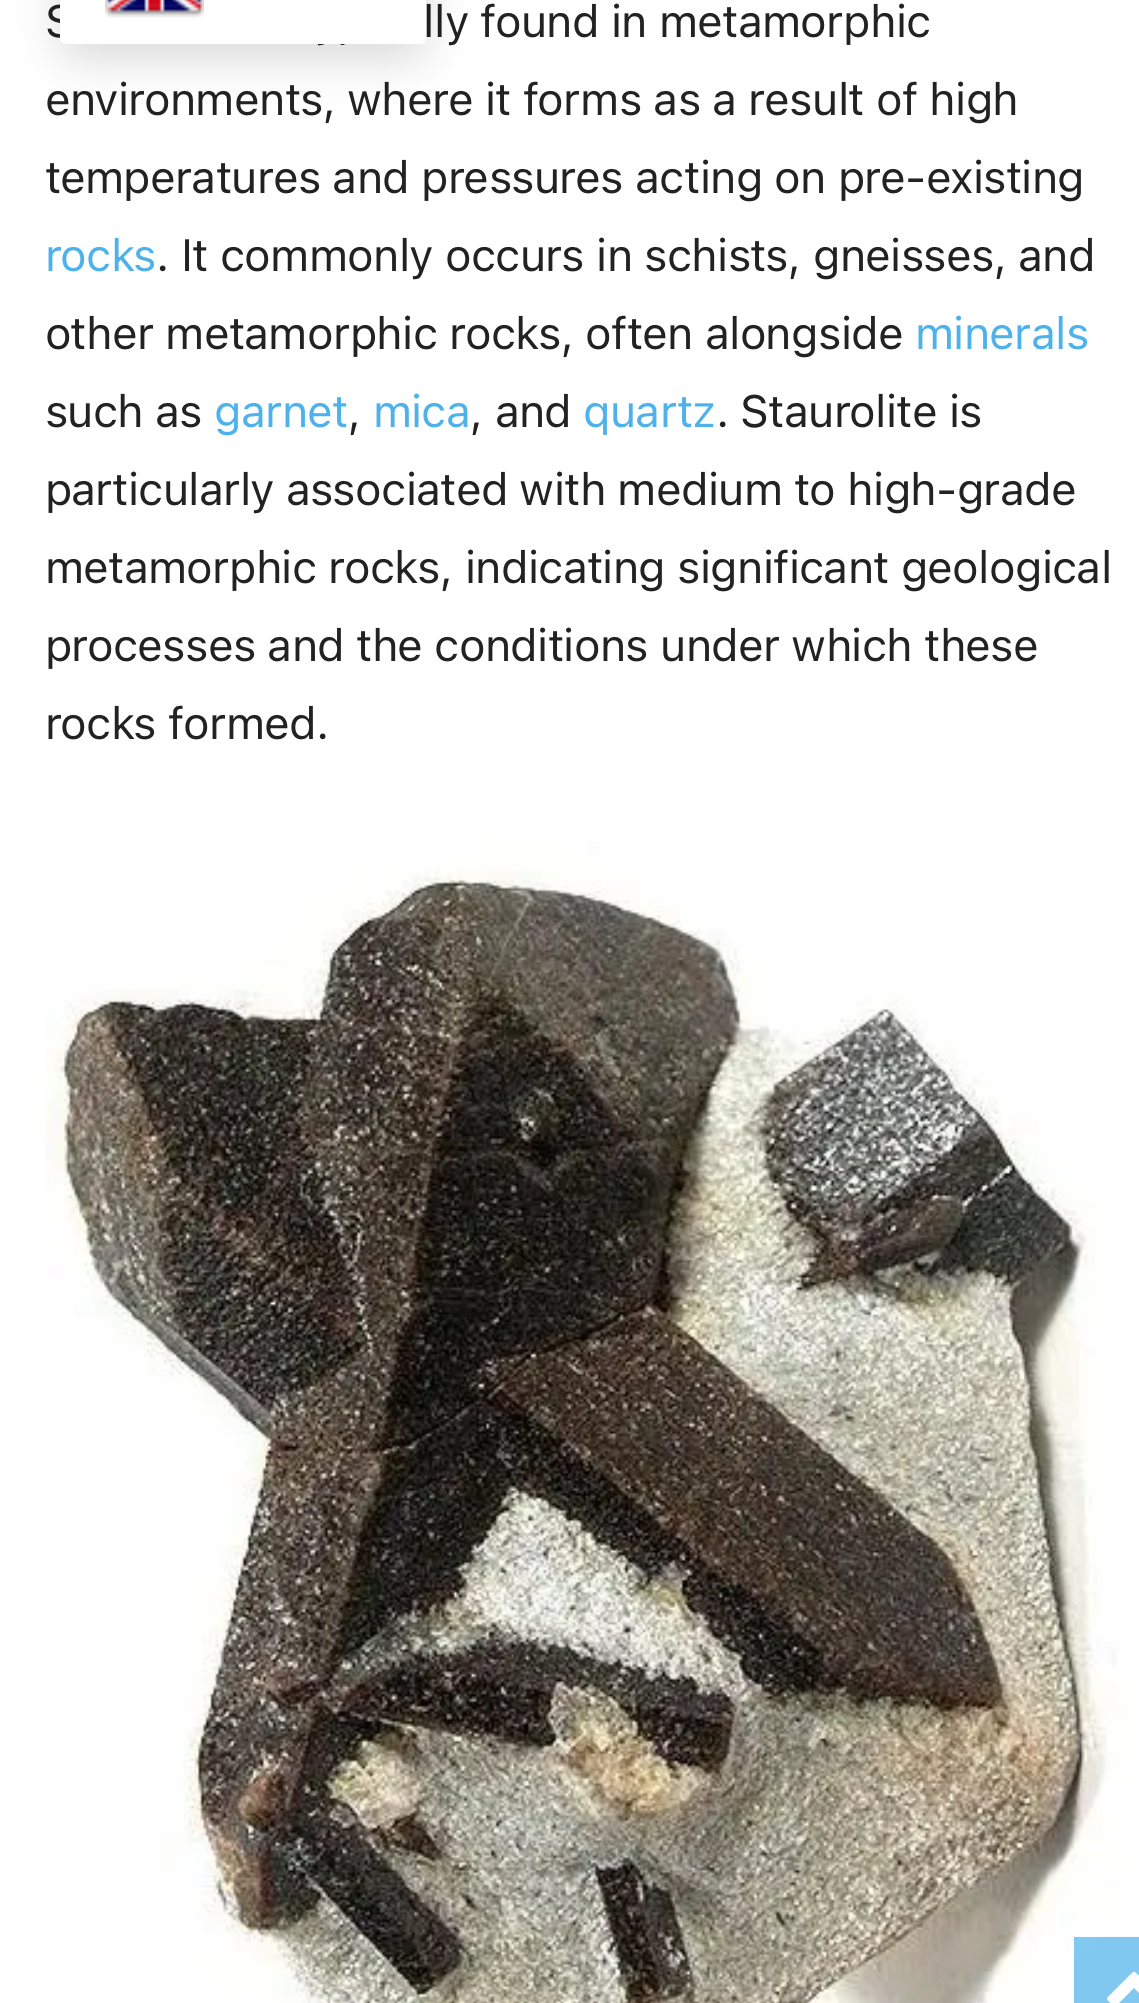 found in metamorphic
environments, where it forms as a result of high
temperatures and pressures acting on pre-existing
rocks. It commonly occurs in schists, gneisses, and
other metamorphic rocks, often alongside minerals
such as garnet, mica, and quartz. Staurolite is
particularly associated with medium to high-grade
metamorphic rocks, indicating significant geological
processes and the conditions under which these
rocks formed.